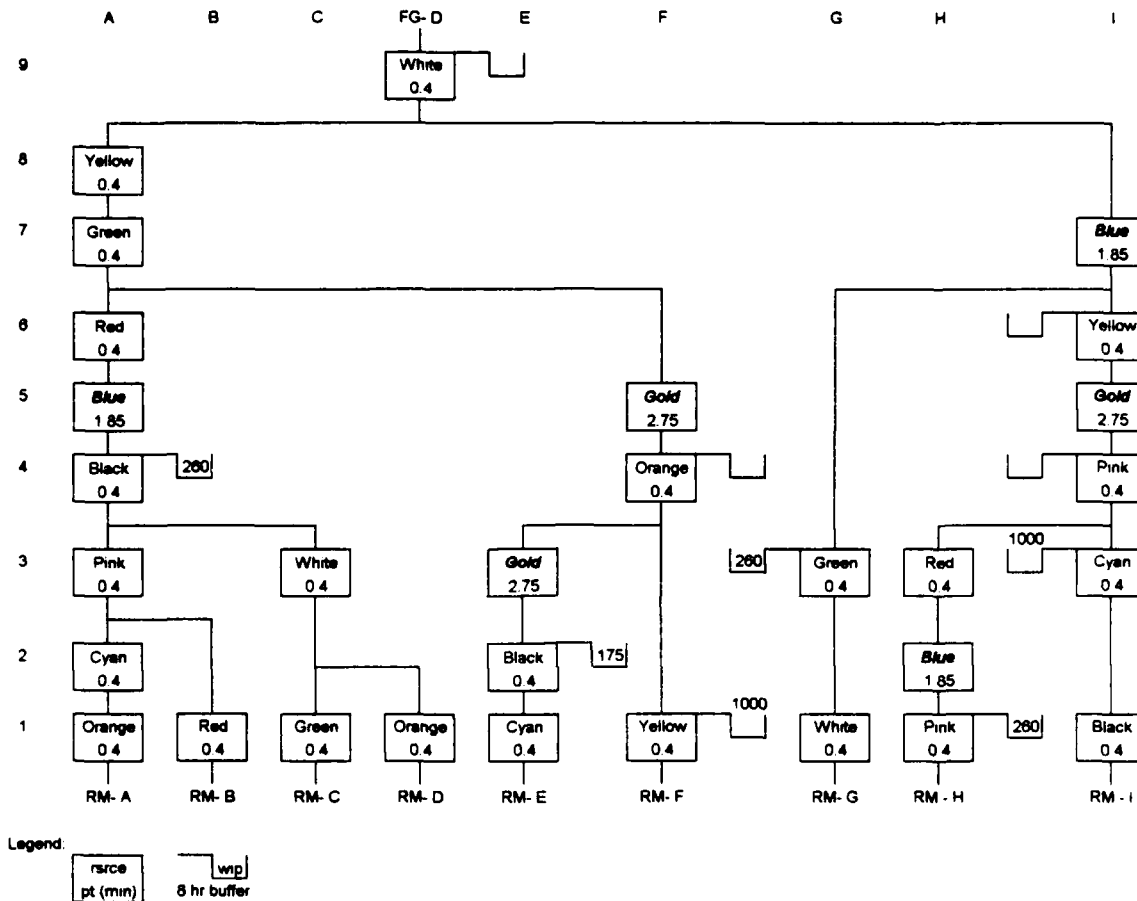 A B C FG- D E F G H I
9
White
0.4
8
Yellow
0.4
7
Green
0.4
Blue
1.85
6
Red
0.4
Yellow
0.4
5
Blue
1.85
Gold
2.75
Gold
2.75
4
Black
0.4
260
Orange
0.4
Pink
0.4
3
Pink
0.4
White
0.4
Gold
2.75
260
Green
0.4
Red
0.4
1000
Cyan
0.4
2
Cyan
0.4
Black
0.4
175
Blue
1.85
1
Orange
0.4
Red
0.4
Green
0.4
Orange
0.4
Cyan
0.4
Yellow
0.4
1000
White
0.4
Pink
0.4
260
Black
0.4
RM- A RM- B RM- C RM- D RM- E RM- F RM- G RM - H RM - I
Legend:
rsrce
pt (min)
wip
8 hr buffer